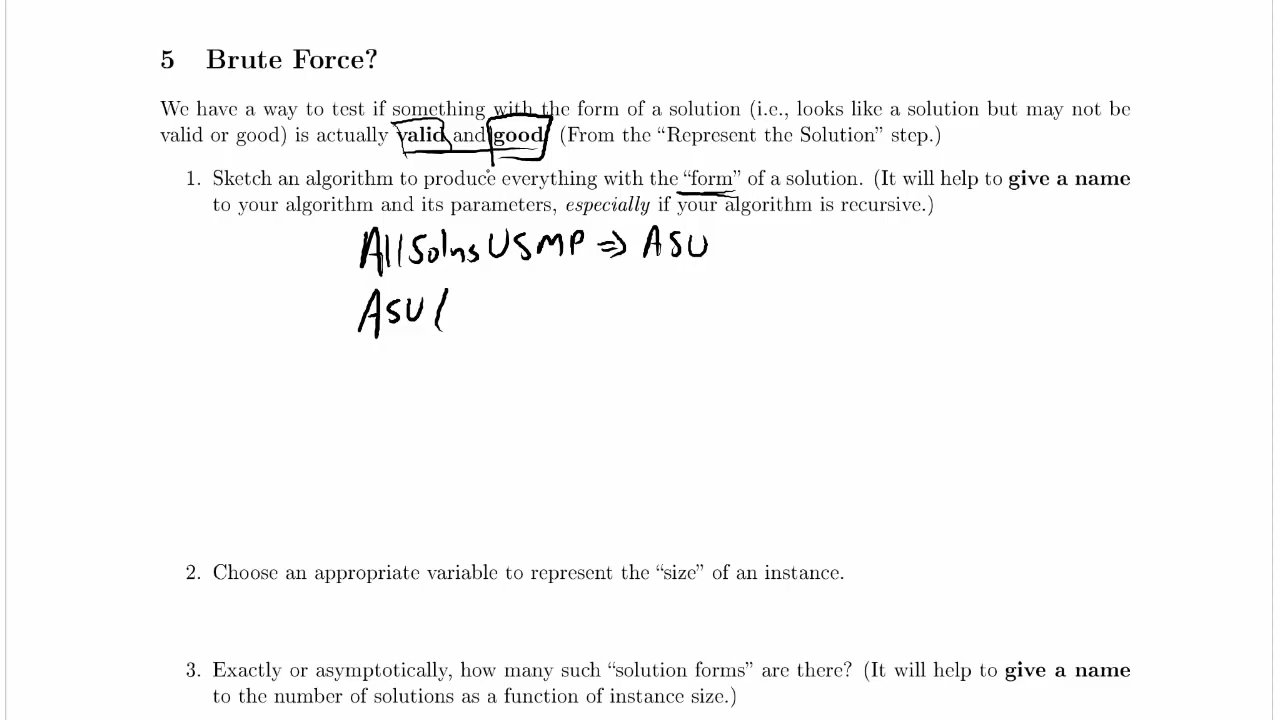 5 Brute Force?
We have a way to test if something with the form of a solution (i.e., looks like a solution but may not be
valid or good) is actually valid and good. (From the “Represent the Solution” step.)
1. Sketch an algorithm to produce everything with the “form” of a solution. (It will help to give a name
to your algorithm and its parameters, especially if your algorithm is recursive.)
AllSolnsUSMP ⇒ ASU
ASU (
2. Choose an appropriate variable to represent the “size” of an instance.
3. Exactly or asymptotically, how many such “solution forms” are there? (It will help to give a name
to the number of solutions as a function of instance size.)